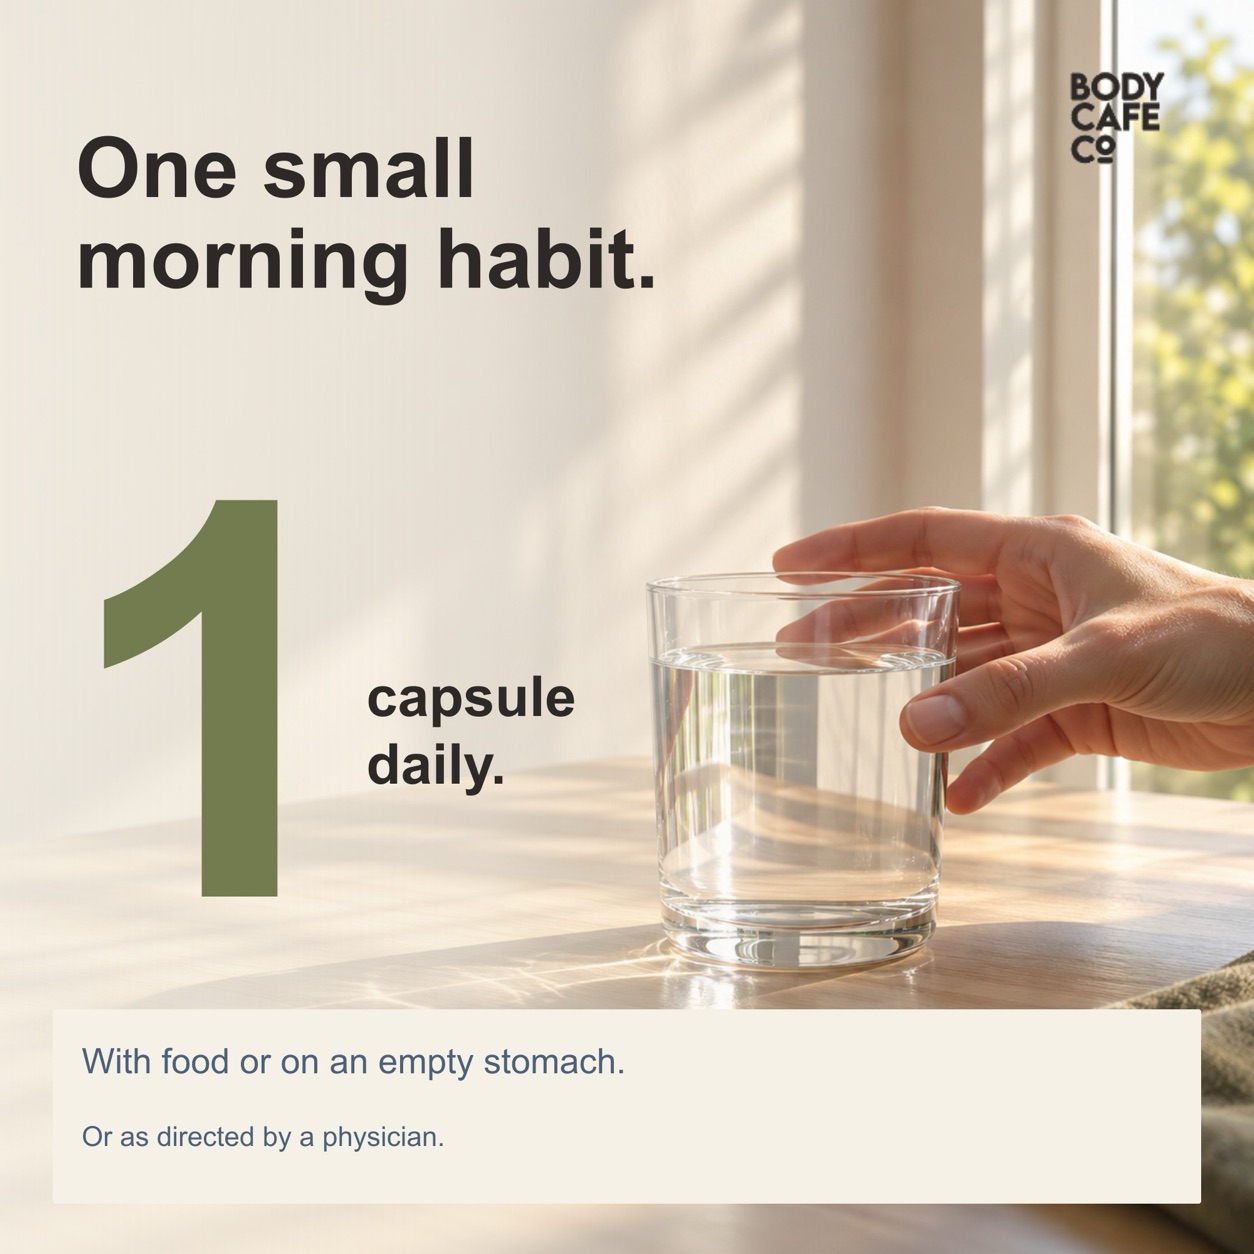 BODY
CAFE
Co
One small
morning habit.
1
capsule
daily.
With food or on an empty stomach.
Or as directed by a physician.